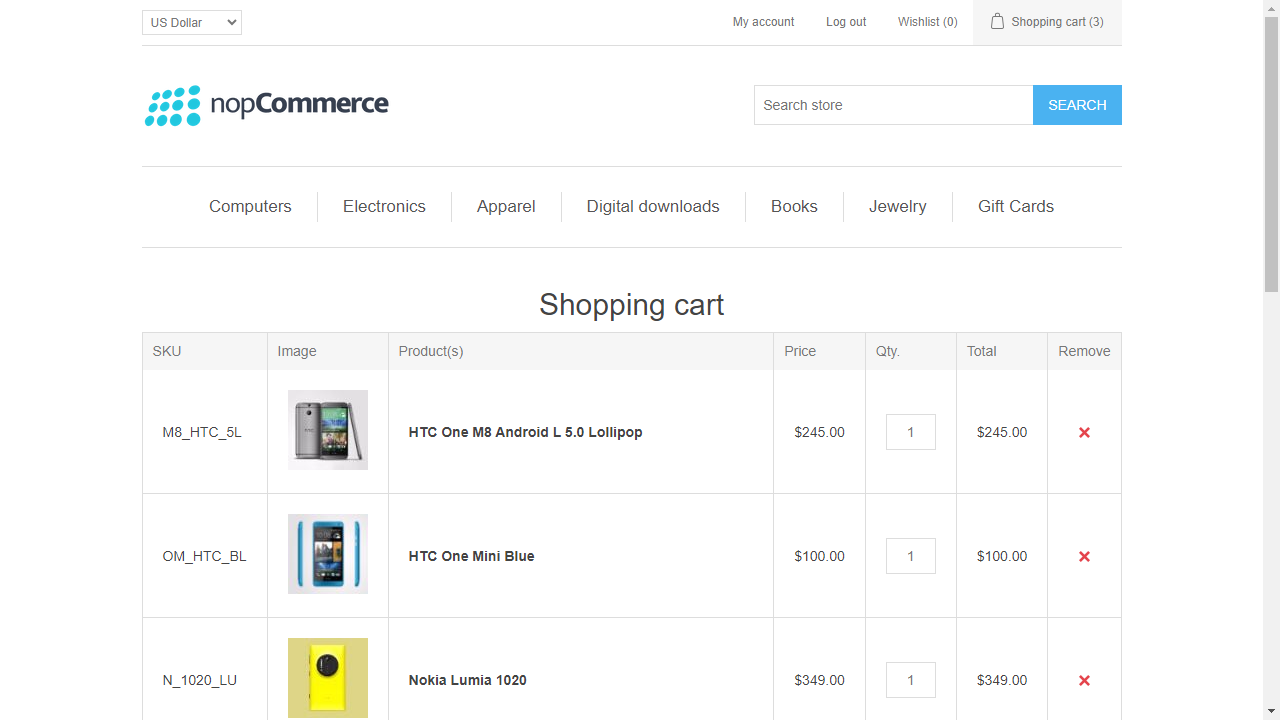 US Dollar
My account
Log out
Wishlist (0)
Shopping cart (3)
nopCommerce
Search store
SEARCH
Computers
Electronics
Apparel
Digital downloads
Books
Jewelry
Gift Cards
Shopping cart
SKU Image Product(s) Price Qty. Total Remove
M8_HTC_5L HTC One M8 Android L 5.0 Lollipop $245.00 1 $245.00
OM_HTC_BL HTC One Mini Blue $100.00 1 $100.00
N_1020_LU Nokia Lumia 1020 $349.00 1 $349.00